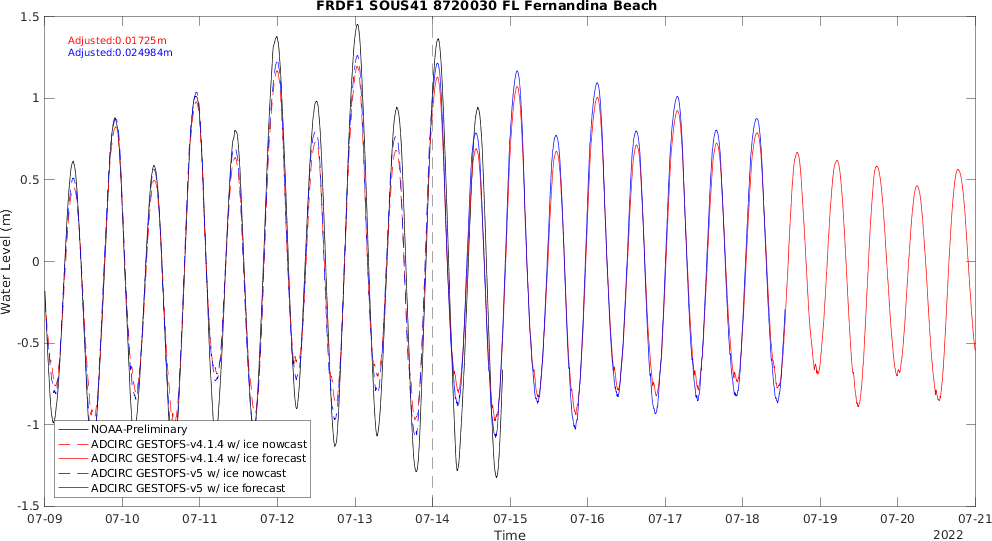 FRDF1 SOUS41 8720030 FL Fernandina Beach
Adjusted:0.01725m
Adjusted:0.024984m
Water Level (m)
1.5
1
0.5
0
-0.5
-1
-1.5
NOAA-Preliminary
ADCIRC GESTOFS-v4.1.4 w/ ice nowcast
ADCIRC GESTOFS-v4.1.4 w/ ice forecast
ADCIRC GESTOFS-v5 w/ ice nowcast
ADCIRC GESTOFS-v5 w/ ice forecast
07-09 07-10 07-11 07-12 07-13 07-14 07-15 07-16 07-17 07-18 07-19 07-20 07-21
Time
2022